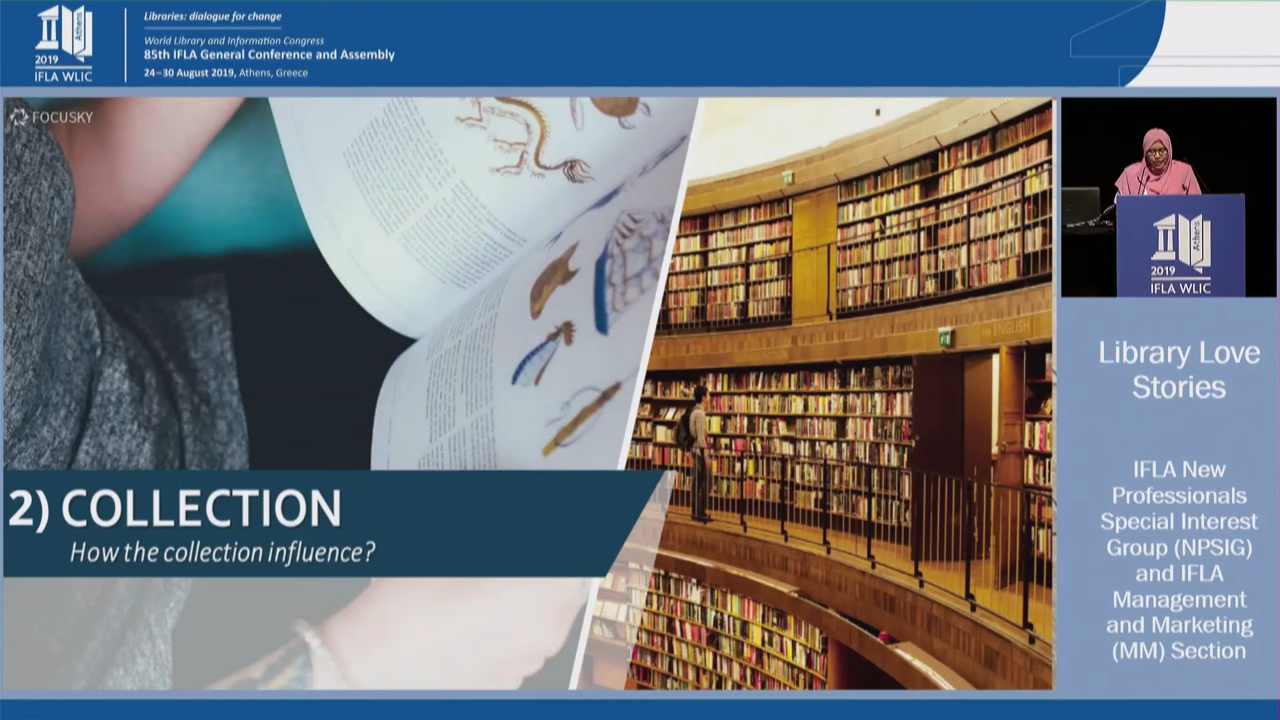 Athens
2019
IFLA WLIC
Libraries: dialogue for change
World Library and Information Congress
85th IFLA General Conference and Assembly
24–30 August 2019, Athens, Greece
FOCUSKY
ENGLISH
2) COLLECTION
How the collection influence?
Athens
2019
IFLA WLIC
Library Love
Stories
IFLA New
Professionals
Special Interest
Group (NPSIG)
and IFLA
Management
and Marketing
(MM) Section